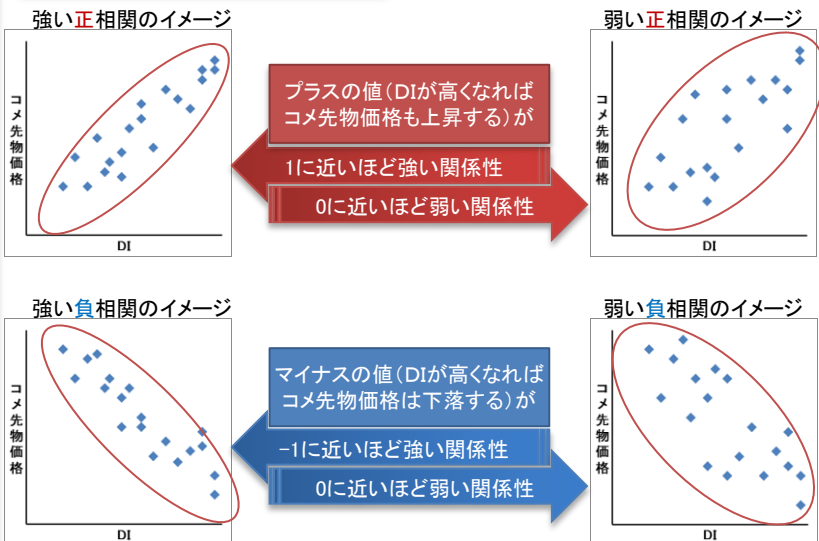 強い正相関のイメージ
弱い正相関のイメージ
コメ先物価格
DI
プラスの値(DIが高くなれば
コメ先物価格も上昇する)が
1に近いほど強い関係性
0に近いほど弱い関係性
コメ先物価格
DI
強い負相関のイメージ
弱い負相関のイメージ
コメ先物価格
DI
マイナスの値(DIが高くなれば
コメ先物価格は下落する)が
-1に近いほど強い関係性
0に近いほど弱い関係性
コメ先物価格
DI